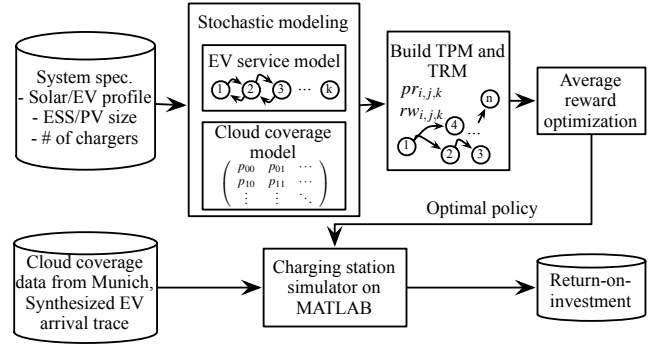 System spec.
- Solar/EV profile
- ESS/PV size
- # of chargers
Stochastic modeling
EV service model
1 2 3 ... k
Cloud coverage
model
p00 p01 ⋯
p10 p11 ⋯
⋮ ⋮ ⋱
Build TPM and
TRM
pr i,j,k
rw i,j,k
n
4 ...
1
2 3
Average
reward
optimization
Optimal policy
Cloud coverage
data from Munich,
Synthesized EV
arrival trace
Charging station
simulator on
MATLAB
Return-on-
investment